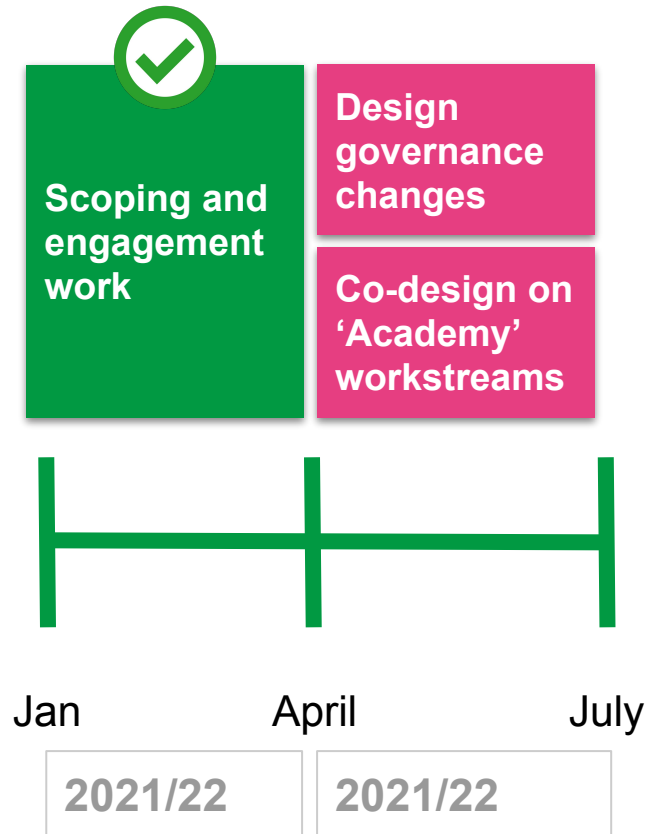 Scoping and
engagement
work
Design
governance
changes
Co-design on
‘Academy’
workstreams
Jan April July
2021/22 2021/22